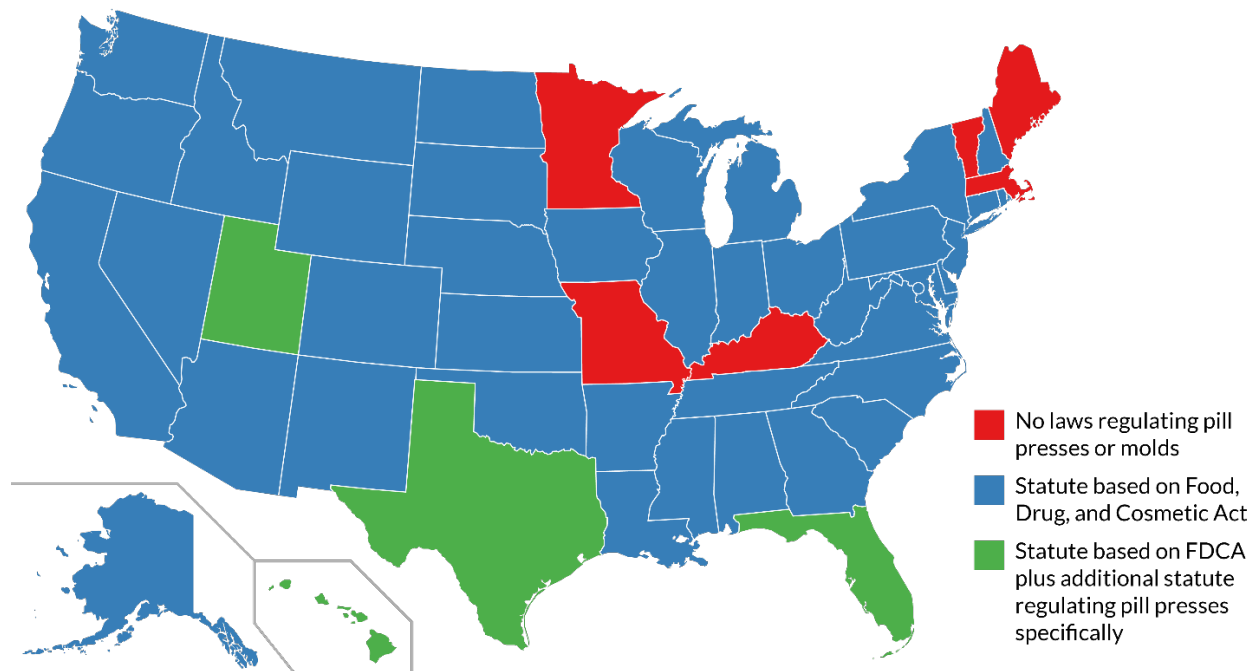 No laws regulating pill
presses or molds
Statute based on Food,
Drug, and Cosmetic Act
Statute based on FDCA
plus additional statute
regulating pill presses
specifically